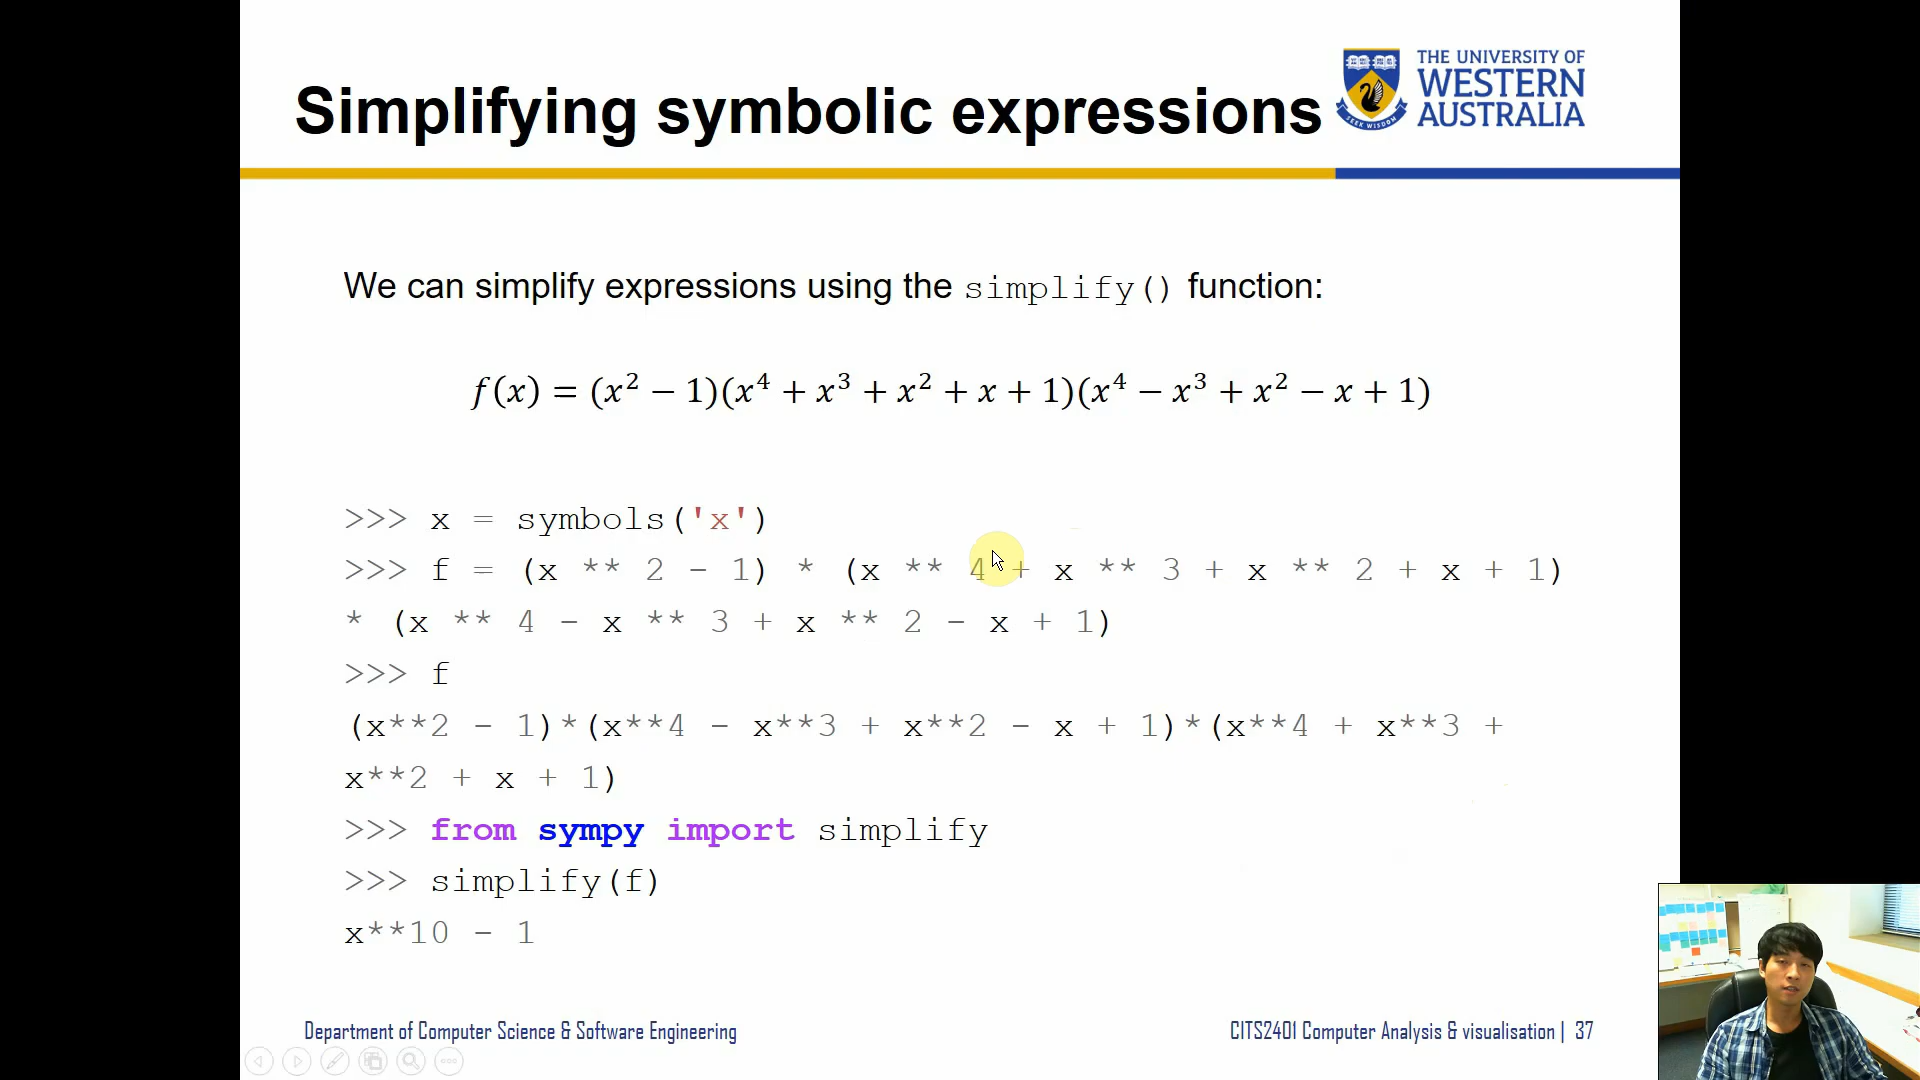 Simplifying symbolic expressions
THE UNIVERSITY OF
WESTERN
AUSTRALIA
SEEK WISDOM
We can simplify expressions using the simplify() function:
f(x) = (x² − 1)(x⁴ + x³ + x² + x + 1)(x⁴ − x³ + x² − x + 1)
>>> x = symbols('x')
>>> f = (x ** 2 - 1) * (x ** 4 + x ** 3 + x ** 2 + x + 1)
* (x ** 4 - x ** 3 + x ** 2 - x + 1)
>>> f
(x**2 - 1)*(x**4 - x**3 + x**2 - x + 1)*(x**4 + x**3 +
x**2 + x + 1)
>>> from sympy import simplify
>>> simplify(f)
x**10 - 1
Department of Computer Science & Software Engineering
CITS2401 Computer Analysis & visualisation | 37